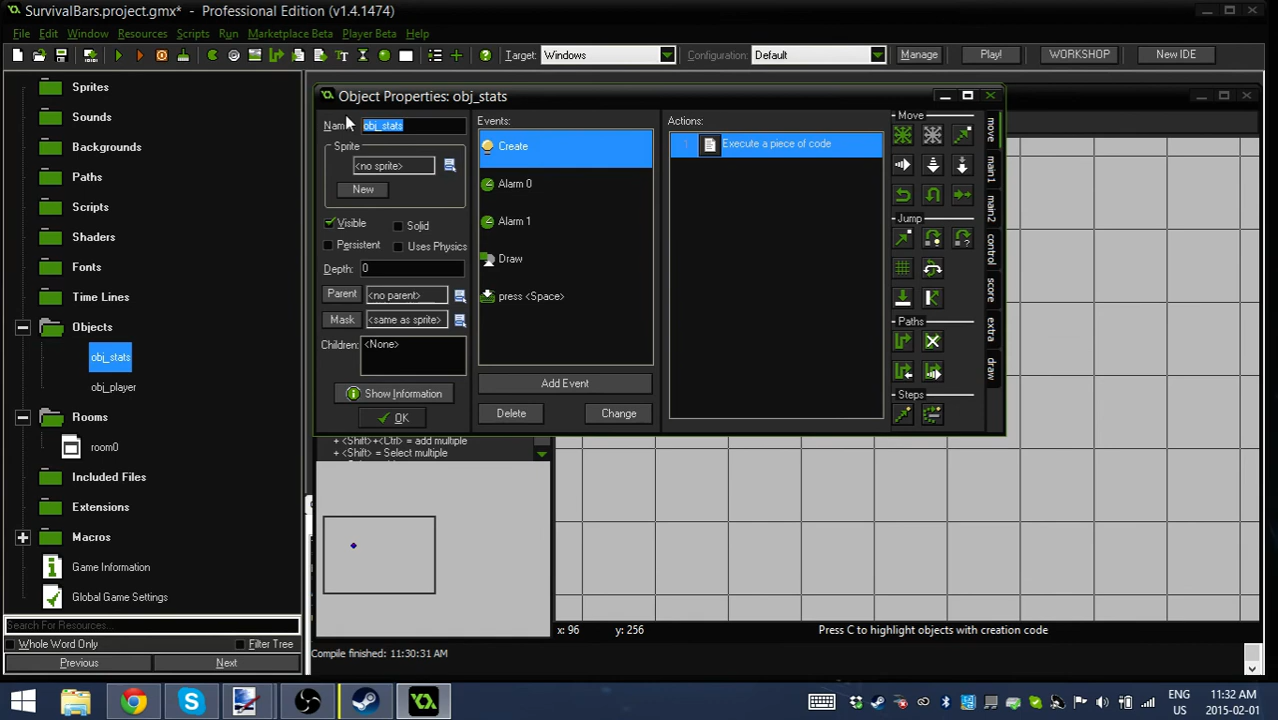 SurvivalBars.project.gmx* - Professional Edition (v1.4.1474)
File Edit Window Resources Scripts Run Marketplace Beta Player Beta Help
Target: Windows Configuration: Default Manage Play! WORKSHOP New IDE
Sprites
Sounds
Backgrounds
Paths
Scripts
Shaders
Fonts
Time Lines
Objects
obj_stats
obj_player
Rooms
room0
Included Files
Extensions
Macros
Game Information
Global Game Settings
Search For Resources...
Whole Word Only Filter Tree
Previous Next
Object Properties: obj_stats
Name: obj_stats
Sprite
<no sprite>
New
Visible Solid
Persistent Uses Physics
Depth: 0
Parent <no parent>
Mask <same as sprite>
Children: <None>
Show Information
OK
Events:
Create
Alarm 0
Alarm 1
Draw
press <Space>
Add Event
Delete Change
Actions:
1 Execute a piece of code
Move
Jump
Paths
Steps
move
main1
main2
control
score
extra
draw
+ <Shift>+<Ctrl> = add multiple
+ <Shift> = Select multiple
x: 96 y: 256 Press C to highlight objects with creation code
Compile finished: 11:30:31 AM
ENG 11:32 AM
US 2015-02-01